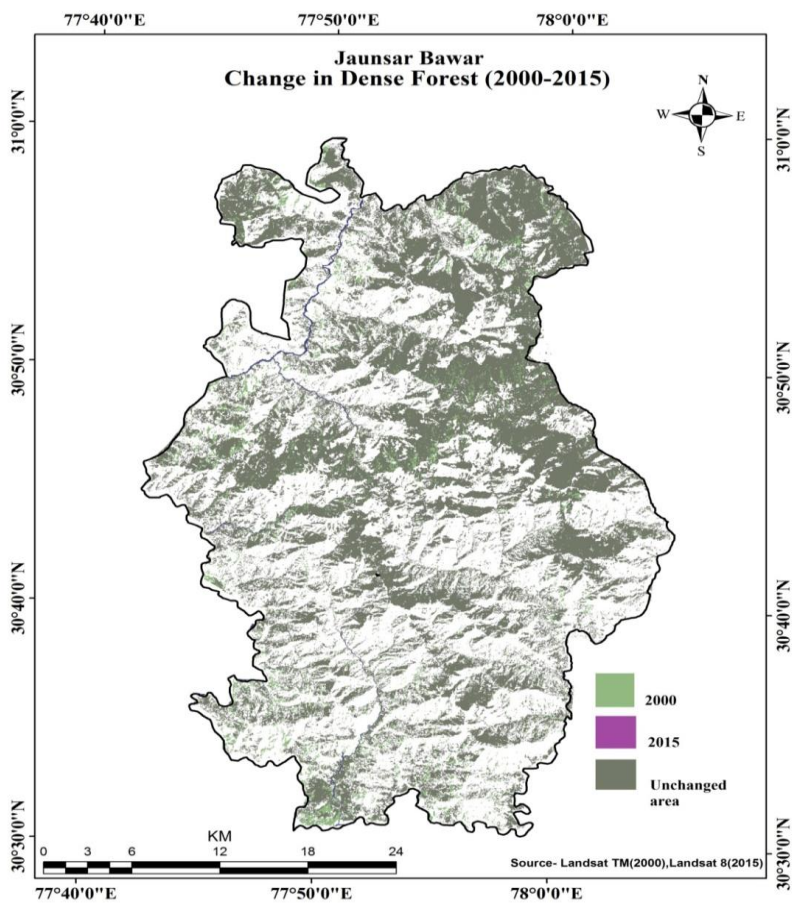 77°40'0"E 77°50'0"E 78°0'0"E
Jaunsar Bawar
Change in Dense Forest (2000-2015)
N
W E
S
31°0'0"N 31°0'0"N
30°50'0"N 30°50'0"N
30°40'0"N 30°40'0"N
2000
2015
Unchanged
area
30°30'0"N 30°30'0"N
KM
0 3 6 12 18 24
Source- Landsat TM(2000),Landsat 8(2015)
77°40'0"E 77°50'0"E 78°0'0"E